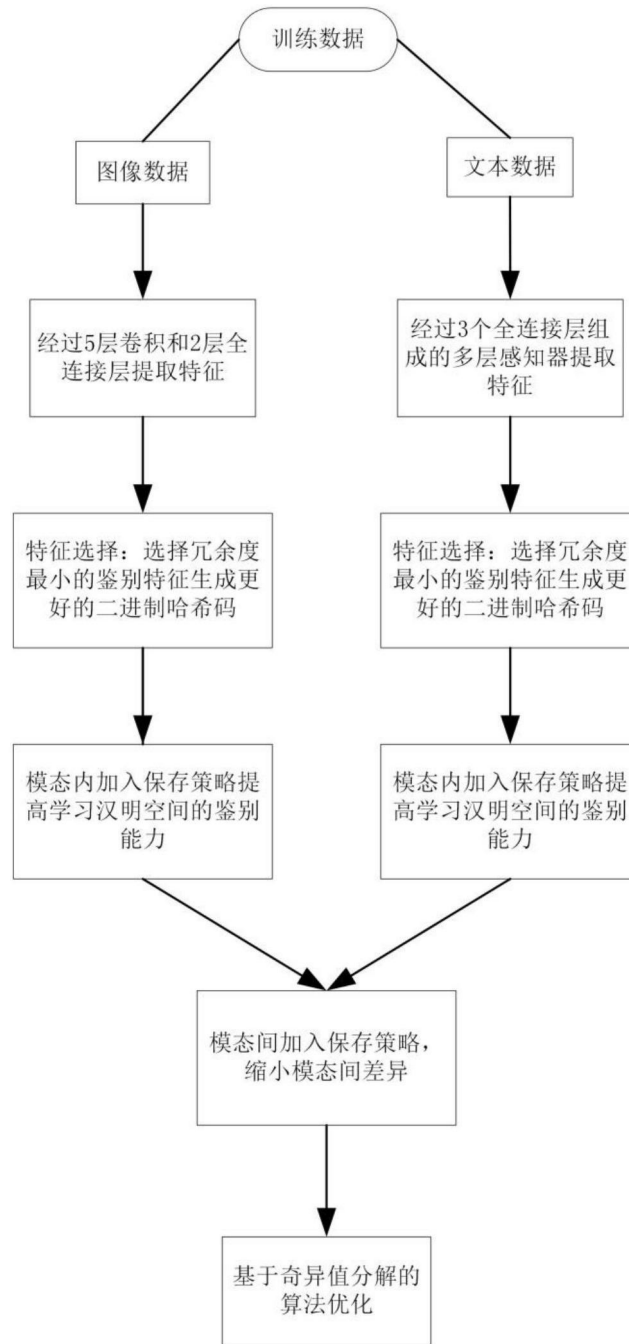 训练数据
图像数据
文本数据
经过5层卷积和2层全
连接层提取特征
经过3个全连接层组
成的多层感知器提取
特征
特征选择：选择冗余度
最小的鉴别特征生成更
好的二进制哈希码
特征选择：选择冗余度
最小的鉴别特征生成更
好的二进制哈希码
模态内加入保存策略提
高学习汉明空间的鉴别
能力
模态内加入保存策略提
高学习汉明空间的鉴别
能力
模态间加入保存策略，
缩小模态间差异
基于奇异值分解的
算法优化